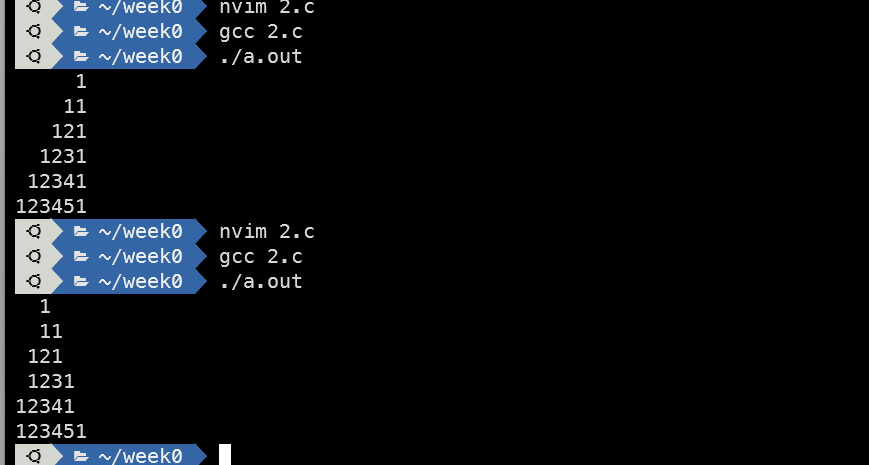 ~/week0 nvim 2.c
~/week0 gcc 2.c
~/week0 ./a.out
     1
    11
   121
  1231
 12341
123451
~/week0 nvim 2.c
~/week0 gcc 2.c
~/week0 ./a.out
  1
  11
 121
 1231
12341
123451
~/week0